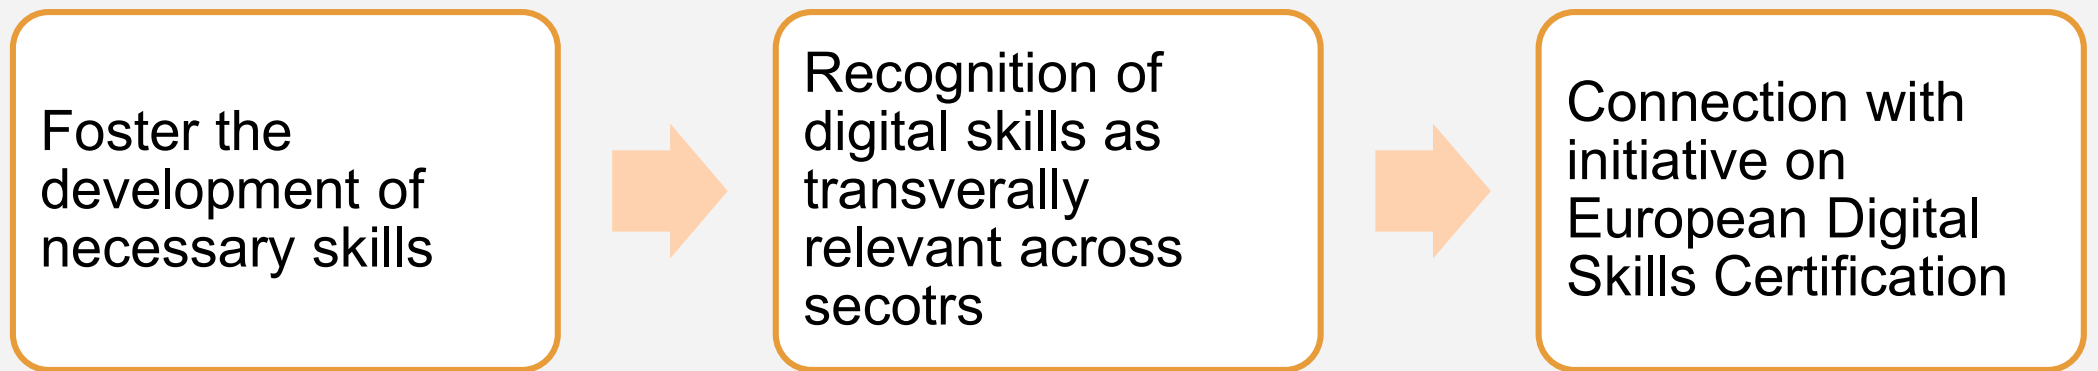 Foster the
development of
necessary skills
Recognition of
digital skills as
transverally
relevant across
secotrs
Connection with
initiative on
European Digital
Skills Certification